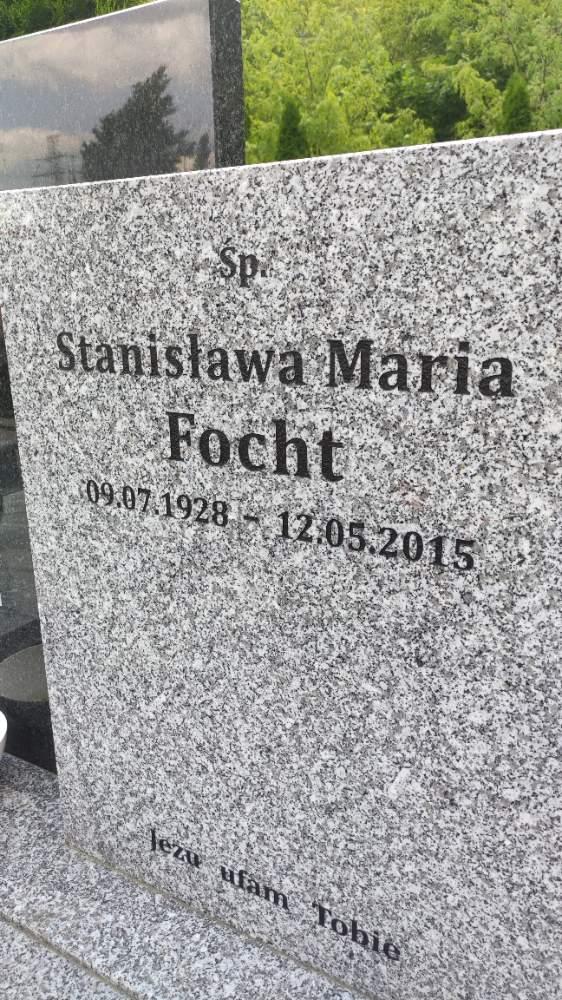 Śp.
Stanisława Maria
Focht
09.07.1928 - 12.05.2015
Jezu ufam Tobie